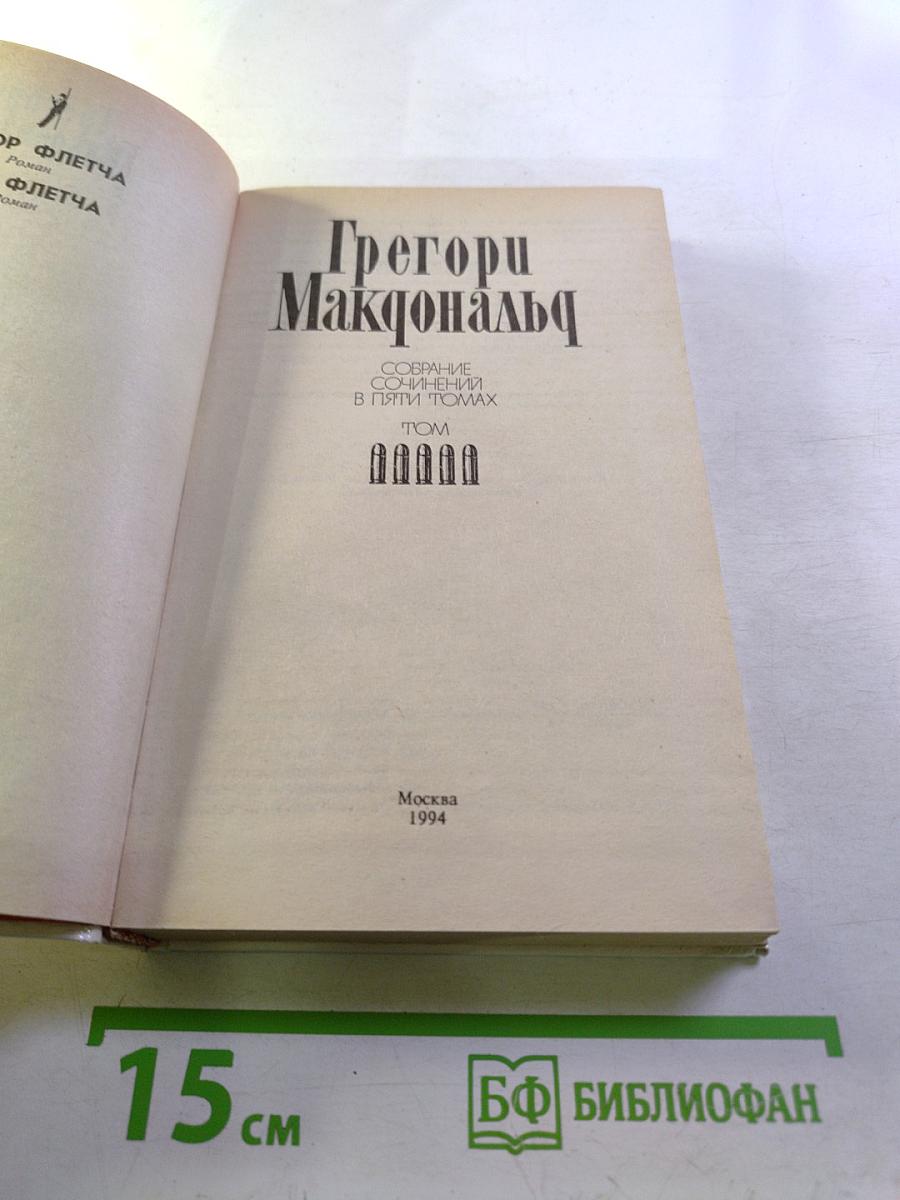 ОР ФЛЕТЧА
Роман
ФЛЕТЧА
Роман
Грегори
Макдональд
СОБРАНИЕ
СОЧИНЕНИЙ
В ПЯТИ ТОМАХ
ТОМ
Москва
1994
15 см
БФ БИБЛИОФАН